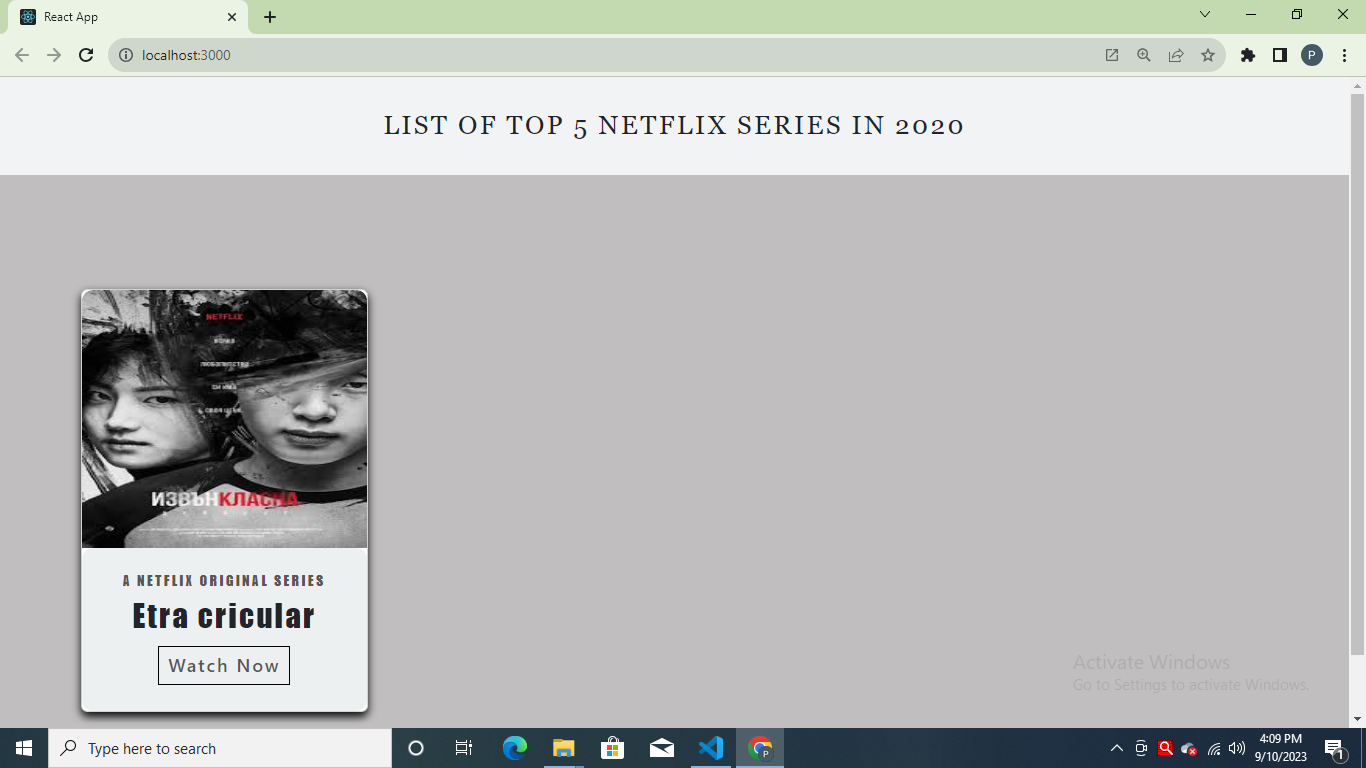 React App
localhost:3000
P
LIST OF TOP 5 NETFLIX SERIES IN 2020
NETFLIX
ИЗВЪНКЛАСНА
A NETFLIX ORIGINAL SERIES
Etra cricular
Watch Now
Activate Windows
Go to Settings to activate Windows.
Type here to search
P
4:09 PM
9/10/2023
1